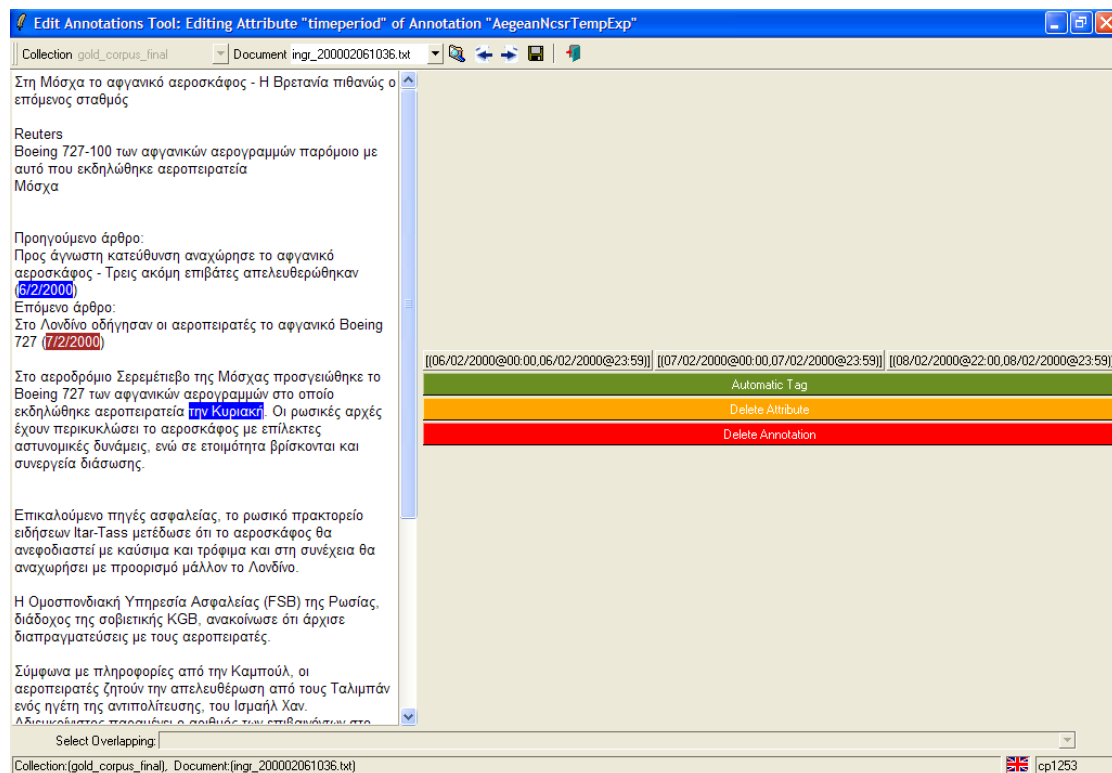 Edit Annotations Tool: Editing Attribute "timeperiod" of Annotation "AegeanNcsrTempExp"
Collection gold_corpus_final Document ingr_200002061036.txt
Στη Μόσχα το αφγανικό αεροσκάφος - Η Βρετανία πιθανώς ο
επόμενος σταθμός
Reuters
Boeing 727-100 των αφγανικών αερογραμμών παρόμοιο με
αυτό που εκδηλώθηκε αεροπειρατεία
Μόσχα
Προηγούμενο άρθρο:
Προς άγνωστη κατεύθυνση αναχώρησε το αφγανικό
αεροσκάφος - Τρεις ακόμη επιβάτες απελευθερώθηκαν
(6/2/2000)
Επόμενο άρθρο:
Στο Λονδίνο οδήγησαν οι αεροπειρατές το αφγανικό Boeing
727 (7/2/2000)
Στο αεροδρόμιο Σερεμέτιεβο της Μόσχας προσγειώθηκε το
Boeing 727 των αφγανικών αερογραμμών στο οποίο
εκδηλώθηκε αεροπειρατεία την Κυριακή. Οι ρωσικές αρχές
έχουν περικυκλώσει το αεροσκάφος με επίλεκτες
αστυνομικές δυνάμεις, ενώ σε ετοιμότητα βρίσκονται και
συνεργεία διάσωσης.
Επικαλούμενο πηγές ασφαλείας, το ρωσικό πρακτορείο
ειδήσεων Itar-Tass μετέδωσε ότι το αεροσκάφος θα
ανεφοδιαστεί με καύσιμα και τρόφιμα και στη συνέχεια θα
αναχωρήσει με προορισμό μάλλον το Λονδίνο.
Η Ομοσπονδιακή Υπηρεσία Ασφαλείας (FSB) της Ρωσίας,
διάδοχος της σοβιετικής KGB, ανακοίνωσε ότι άρχισε
διαπραγματεύσεις με τους αεροπειρατές.
Σύμφωνα με πληροφορίες από την Καμπούλ, οι
αεροπειρατές ζητούν την απελευθέρωση από τους Ταλιμπάν
ενός ηγέτη της αντιπολίτευσης, του Ισμαήλ Χαν.
Αδιευκρίνιστος παραμένει ο αριθμός των επιβαινόντων στο
[(06/02/2000@00:00,06/02/2000@23:59)] [(07/02/2000@00:00,07/02/2000@23:59)] [(08/02/2000@22:00,08/02/2000@23:59)]
Automatic Tag
Delete Attribute
Delete Annotation
Select Overlapping:
Collection:(gold_corpus_final), Document:(ingr_200002061036.txt) cp1253